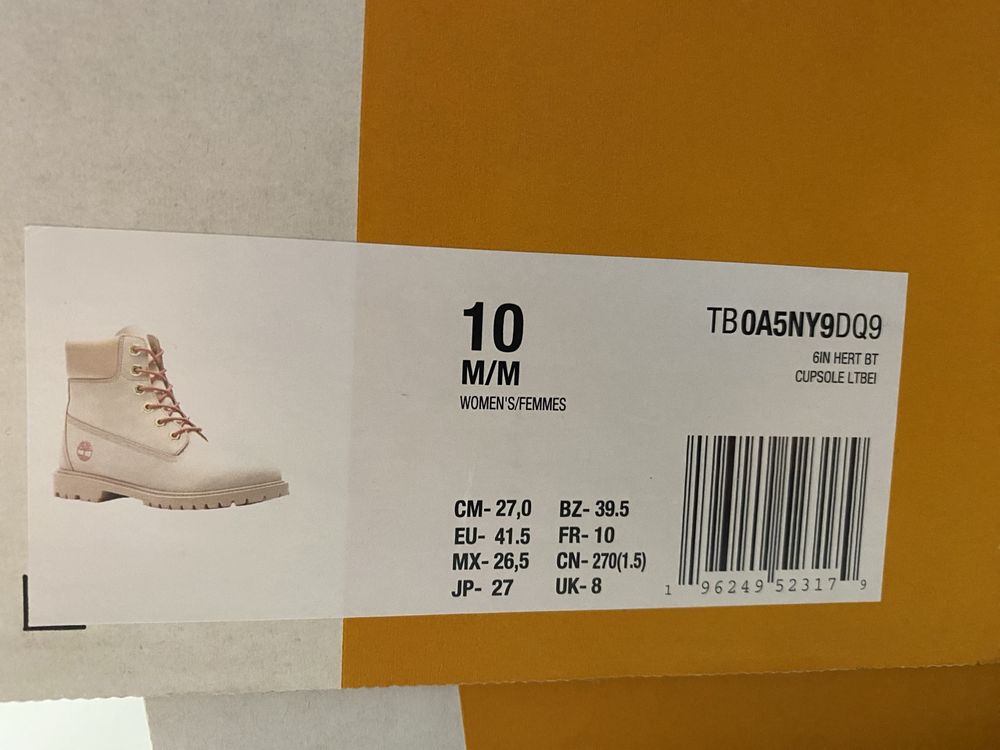 10
M/M
WOMEN'S/FEMMES
TB0A5NY9DQ9
6IN HERT BT
CUPSOLE LTBEI
CM- 27,0 BZ- 39.5
EU- 41.5 FR- 10
MX- 26,5 CN- 270(1.5)
JP- 27 UK- 8
1 96249 52317 9